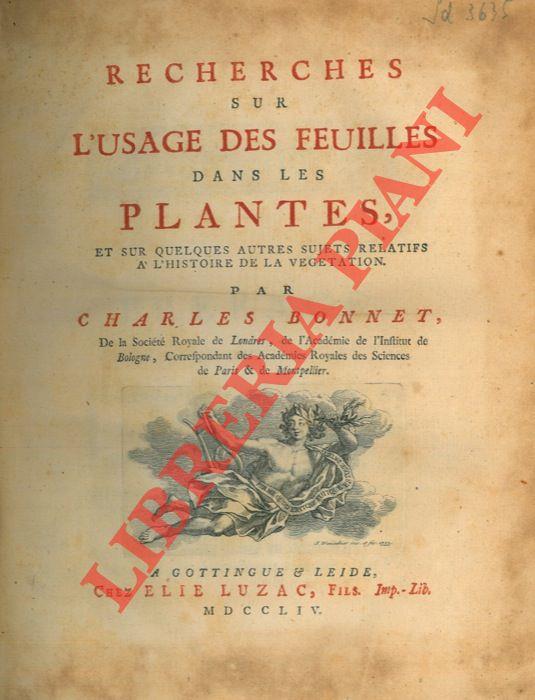 Sd 3635
RECHERCHES
SUR
L'USAGE DES FEUILLES
DANS LES
PLANTES,
ET SUR QUELQUES AUTRES SUJETS RELATIFS
A' L'HISTOIRE DE LA VEGETATION.
PAR
CHARLES BONNET,
De la Société Royale de Londres, de l'Académie de l'Institut de
Bologne, Correspondant des Academies Royales des Sciences
de Paris & de Montpellier.
A GOTTINGUE & LEIDE,
CHEZ ELIE LUZAC, FILS. Imp.-Lib.
MDCCLIV.
LIBRERIA PIANI